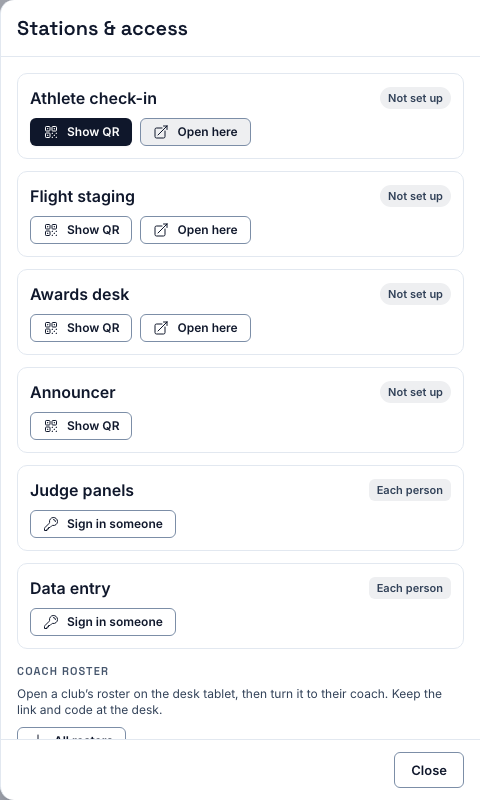 Stations & access
Athlete check-in
Not set up
Show QR
Open here
Flight staging
Not set up
Show QR
Open here
Awards desk
Not set up
Show QR
Open here
Announcer
Not set up
Show QR
Judge panels
Each person
Sign in someone
Data entry
Each person
Sign in someone
COACH ROSTER
Open a club's roster on the desk tablet, then turn it to their coach. Keep the
link and code at the desk.
All rosters
Close